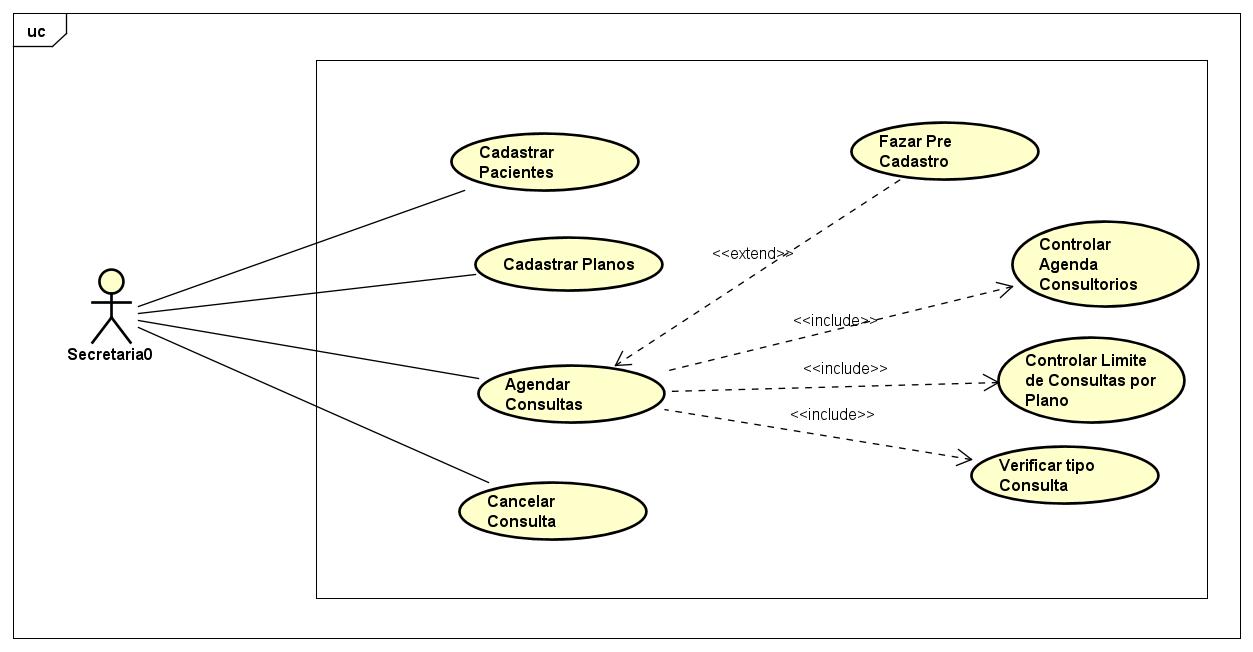 uc
Cadastrar
Pacientes
Fazar Pre
Cadastro
Cadastrar Planos
<<extend>>
Controlar
Agenda
Consultorios
Secretaria0
<<include>>
Agendar
Consultas
<<include>>
Controlar Limite
de Consultas por
Plano
<<include>>
Verificar tipo
Consulta
Cancelar
Consulta